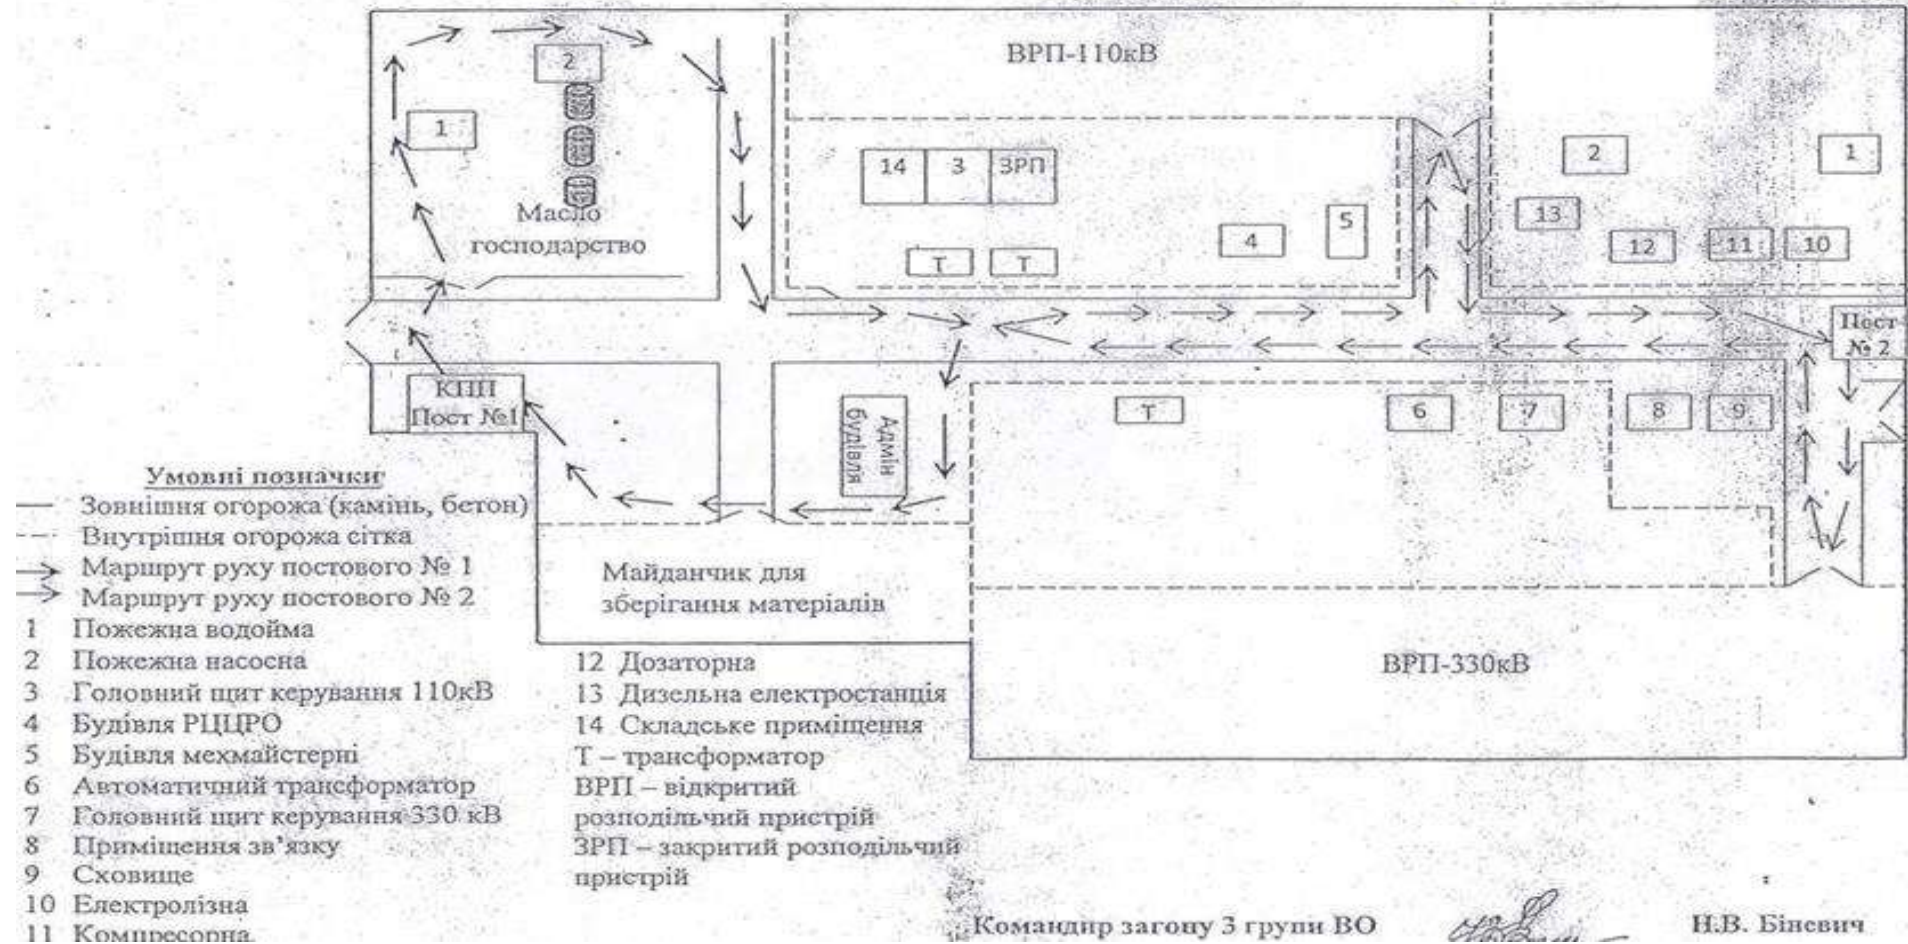 ВРП-110кВ
2
1
Масло
господарство
14 3 ЗРП
Т Т
4
5
2
1
13
12 11 10
Пост
№ 2
КПП
Пост №1
Адмін
будівля
Т
6 7 8 9
Майданчик для
зберігання матеріалів
ВРП-330кВ
Умовні позначки
Зовнішня огорожа (камінь, бетон)
Внутрішня огорожа сітка
Маршрут руху постового № 1
Маршрут руху постового № 2
1 Пожежна водойма
2 Пожежна насосна
3 Головний щит керування 110кВ
4 Будівля РЦЦРО
5 Будівля мехмайстерні
6 Автоматичний трансформатор
7 Головний щит керування 330 кВ
8 Приміщення зв’язку
9 Сховище
10 Електролізна
11 Компресорна
12 Дозаторна
13 Дизельна електростанція
14 Складське приміщення
Т – трансформатор
ВРП – відкритий
розподільчий пристрій
ЗРП – закритий розподільчий
пристрій
Командир загону 3 групи ВО
Н.В. Біневич